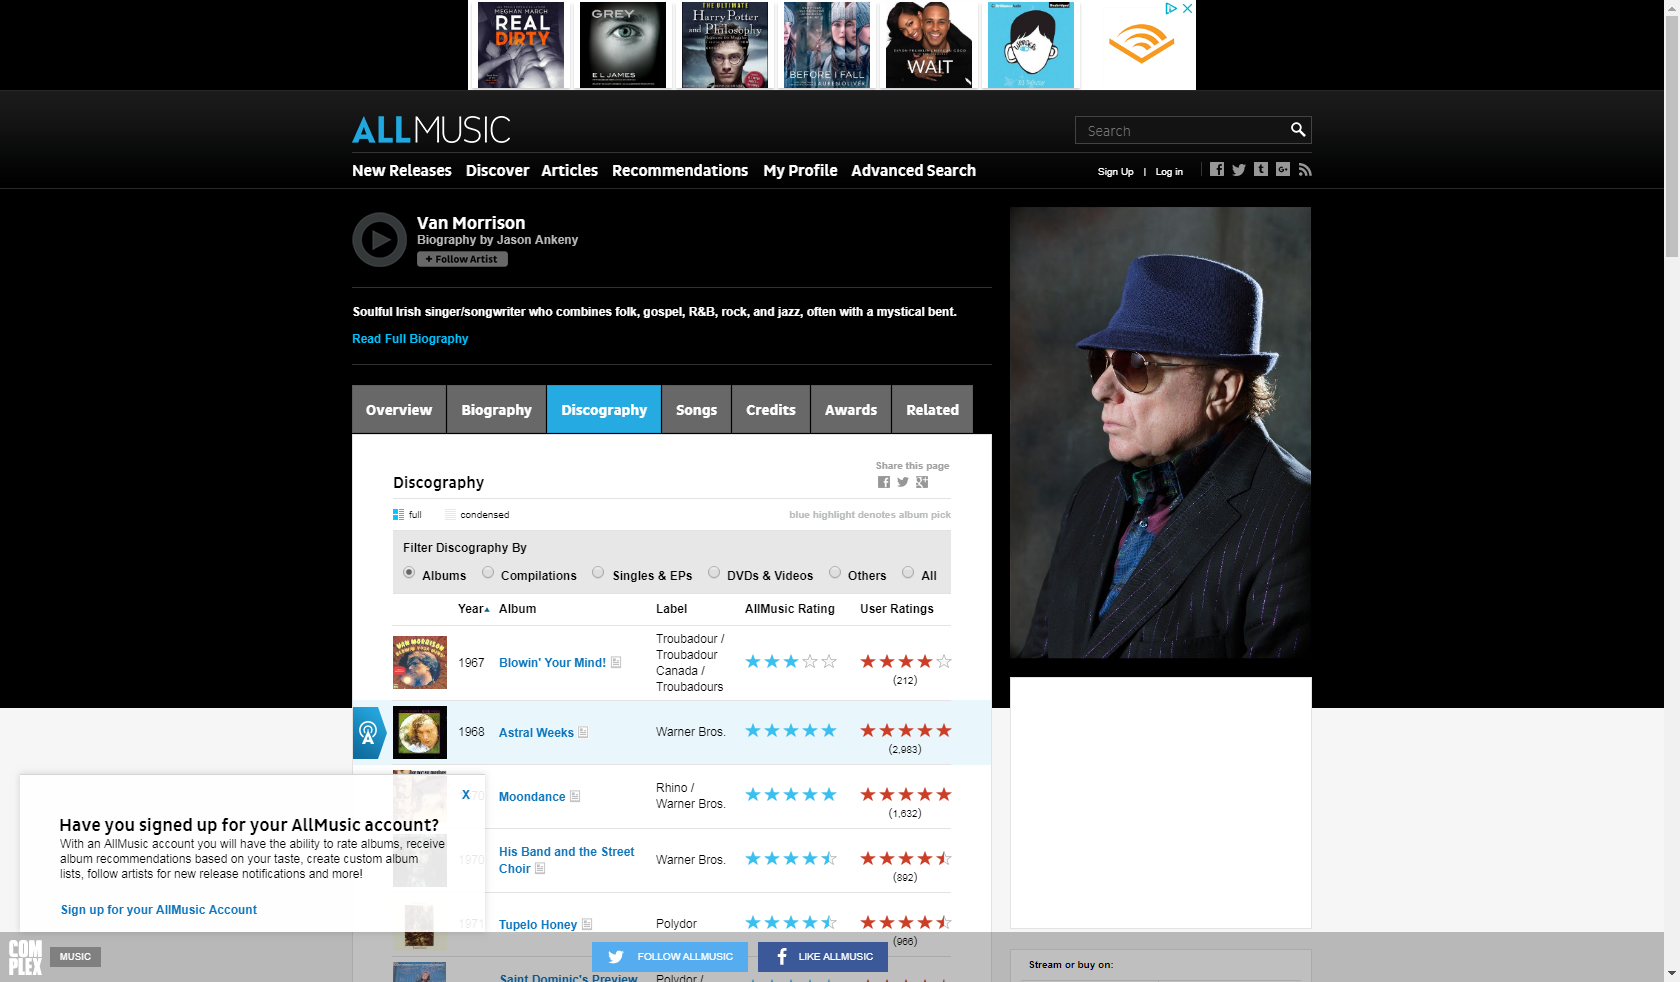 MEGHAN MARCH
REAL
DIRTY
GREY
E L JAMES
THE ULTIMATE
Harry Potter
and Philosophy
BEFORE I FALL
LAUREN OLIVER
WAIT
ALLMUSIC
Search
New Releases Discover Articles Recommendations My Profile Advanced Search
Sign Up | Log in
Van Morrison
Biography by Jason Ankeny
+ Follow Artist
Soulful Irish singer/songwriter who combines folk, gospel, R&B, rock, and jazz, often with a mystical bent.
Read Full Biography
Overview Biography Discography Songs Credits Awards Related
Share this page
Discography
full condensed blue highlight denotes album pick
Filter Discography By
Albums Compilations Singles & EPs DVDs & Videos Others All
Year Album Label AllMusic Rating User Ratings
VAN MORRISON
1967 Blowin' Your Mind! Troubadour /
Troubadour
Canada /
Troubadours
(212)
1968 Astral Weeks Warner Bros.
(2,983)
1970 Moondance Rhino /
Warner Bros.
(1,632)
1970 His Band and the Street
Choir Warner Bros.
(892)
1971 Tupelo Honey Polydor
(966)
Saint Dominic's Preview Polydor /
X
Have you signed up for your AllMusic account?
With an AllMusic account you will have the ability to rate albums, receive
album recommendations based on your taste, create custom album
lists, follow artists for new release notifications and more!
Sign up for your AllMusic Account
COM
PLEX
MUSIC
FOLLOW ALLMUSIC
LIKE ALLMUSIC
Stream or buy on: